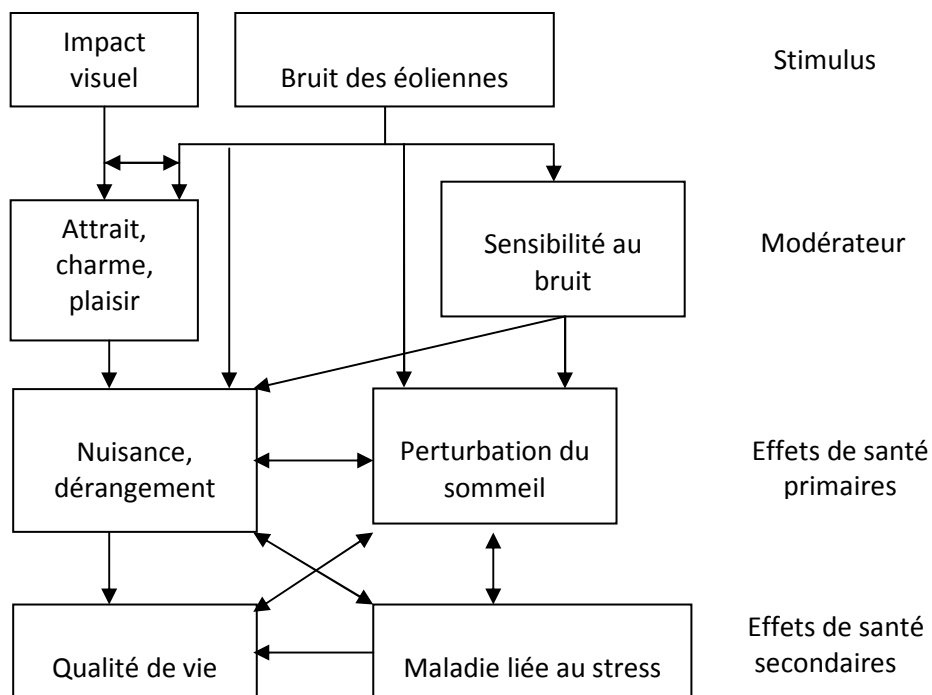 Impact
visuel
Bruit des éoliennes
Stimulus
Attrait,
charme,
plaisir
Sensibilité au
bruit
Modérateur
Nuisance,
dérangement
Perturbation du
sommeil
Effets de santé
primaires
Qualité de vie
Maladie liée au stress
Effets de santé
secondaires